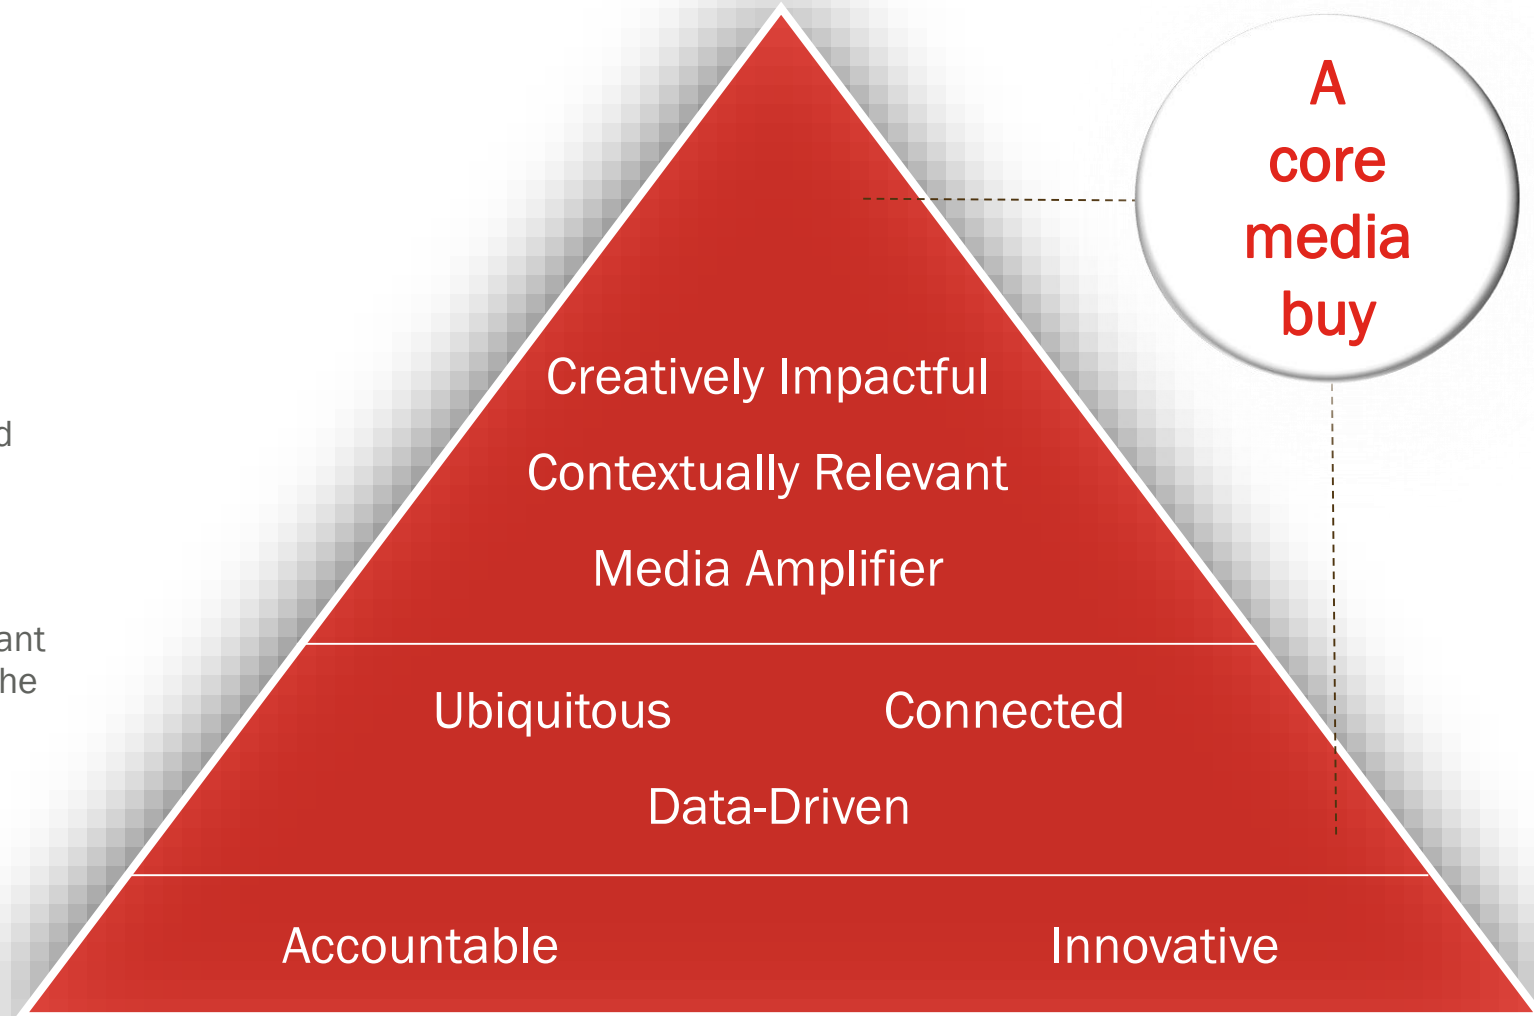 A
core
media
buy
Creatively Impactful
Contextually Relevant
Media Amplifier
Ubiquitous Connected
Data-Driven
Accountable Innovative